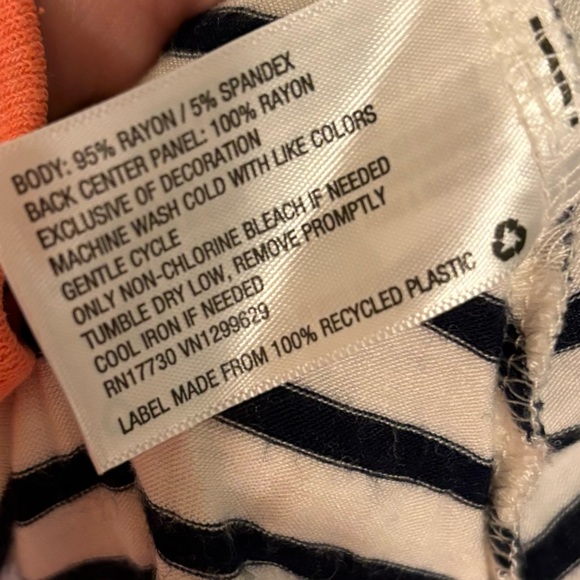 BODY: 95% RAYON / 5% SPANDEX
BACK CENTER PANEL: 100% RAYON
EXCLUSIVE OF DECORATION
MACHINE WASH COLD WITH LIKE COLORS
GENTLE CYCLE
ONLY NON-CHLORINE BLEACH IF NEEDED
TUMBLE DRY LOW, REMOVE PROMPTLY
COOL IRON IF NEEDED
RN17730 VN1299629
LABEL MADE FROM 100% RECYCLED PLASTIC